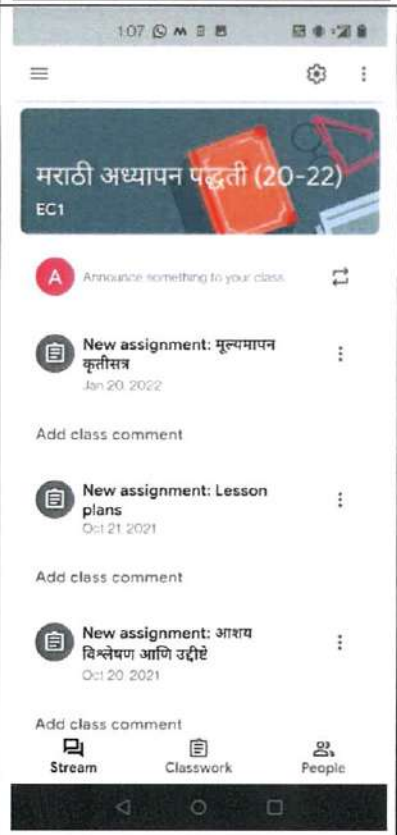 1:07
मराठी अध्यापन पद्धती (20-22)
EC1
A Announce something to your class
New assignment: मूल्यमापन
कृतीसत्र
Jan 20, 2022
Add class comment
New assignment: Lesson
plans
Oct 21, 2021
Add class comment
New assignment: आशय
विश्लेषण आणि उद्दीष्टे
Oct 20, 2021
Add class comment
Stream Classwork People